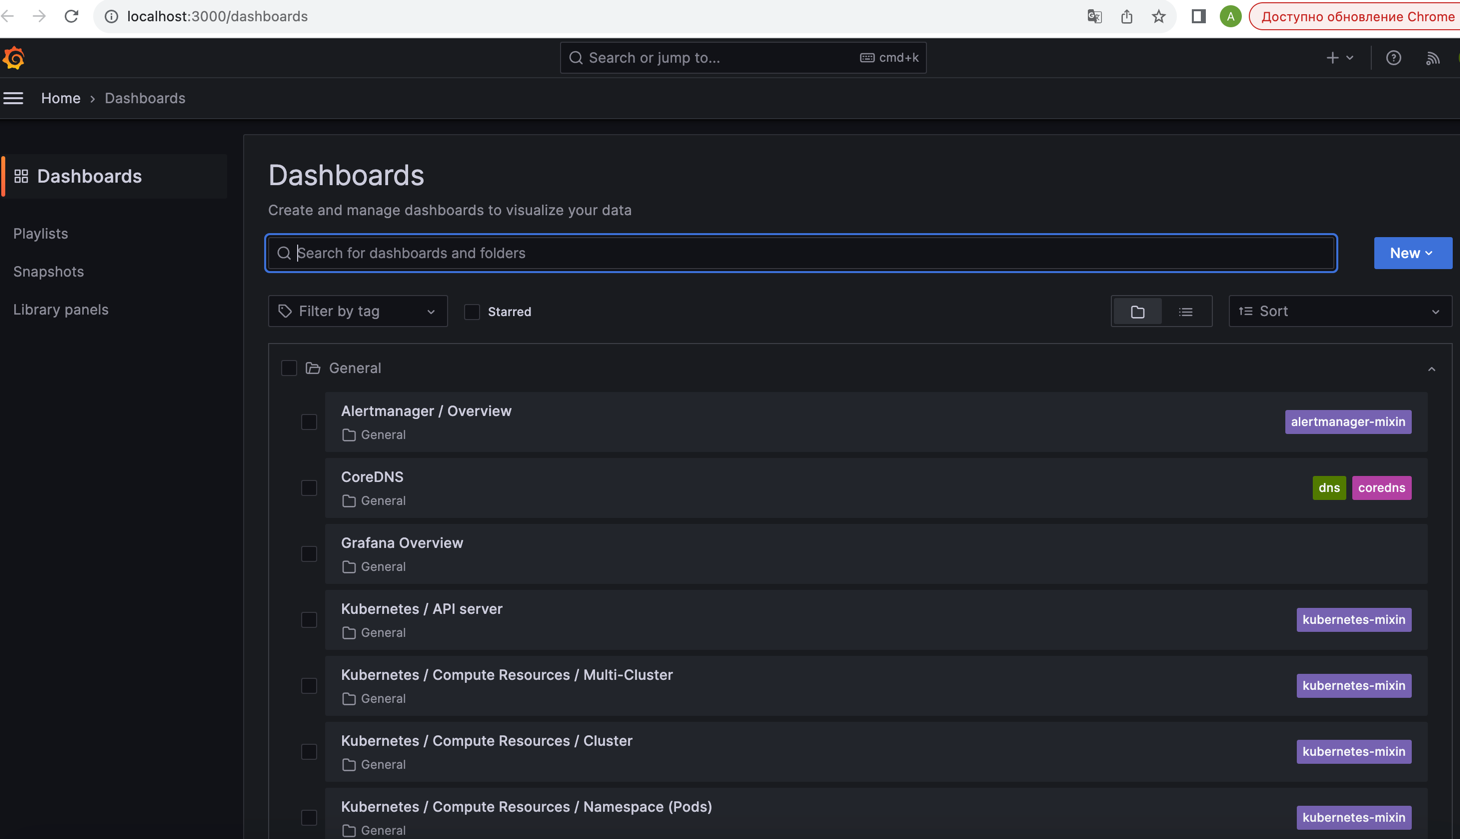 localhost:3000/dashboards
A
Доступно обновление Chrome
Search or jump to...
cmd+k
Home › Dashboards
Dashboards
Playlists
Snapshots
Library panels
Dashboards
Create and manage dashboards to visualize your data
Search for dashboards and folders
New
Filter by tag
Starred
Sort
General
Alertmanager / Overview
General
alertmanager-mixin
CoreDNS
General
dns
coredns
Grafana Overview
General
Kubernetes / API server
General
kubernetes-mixin
Kubernetes / Compute Resources / Multi-Cluster
General
kubernetes-mixin
Kubernetes / Compute Resources / Cluster
General
kubernetes-mixin
Kubernetes / Compute Resources / Namespace (Pods)
General
kubernetes-mixin